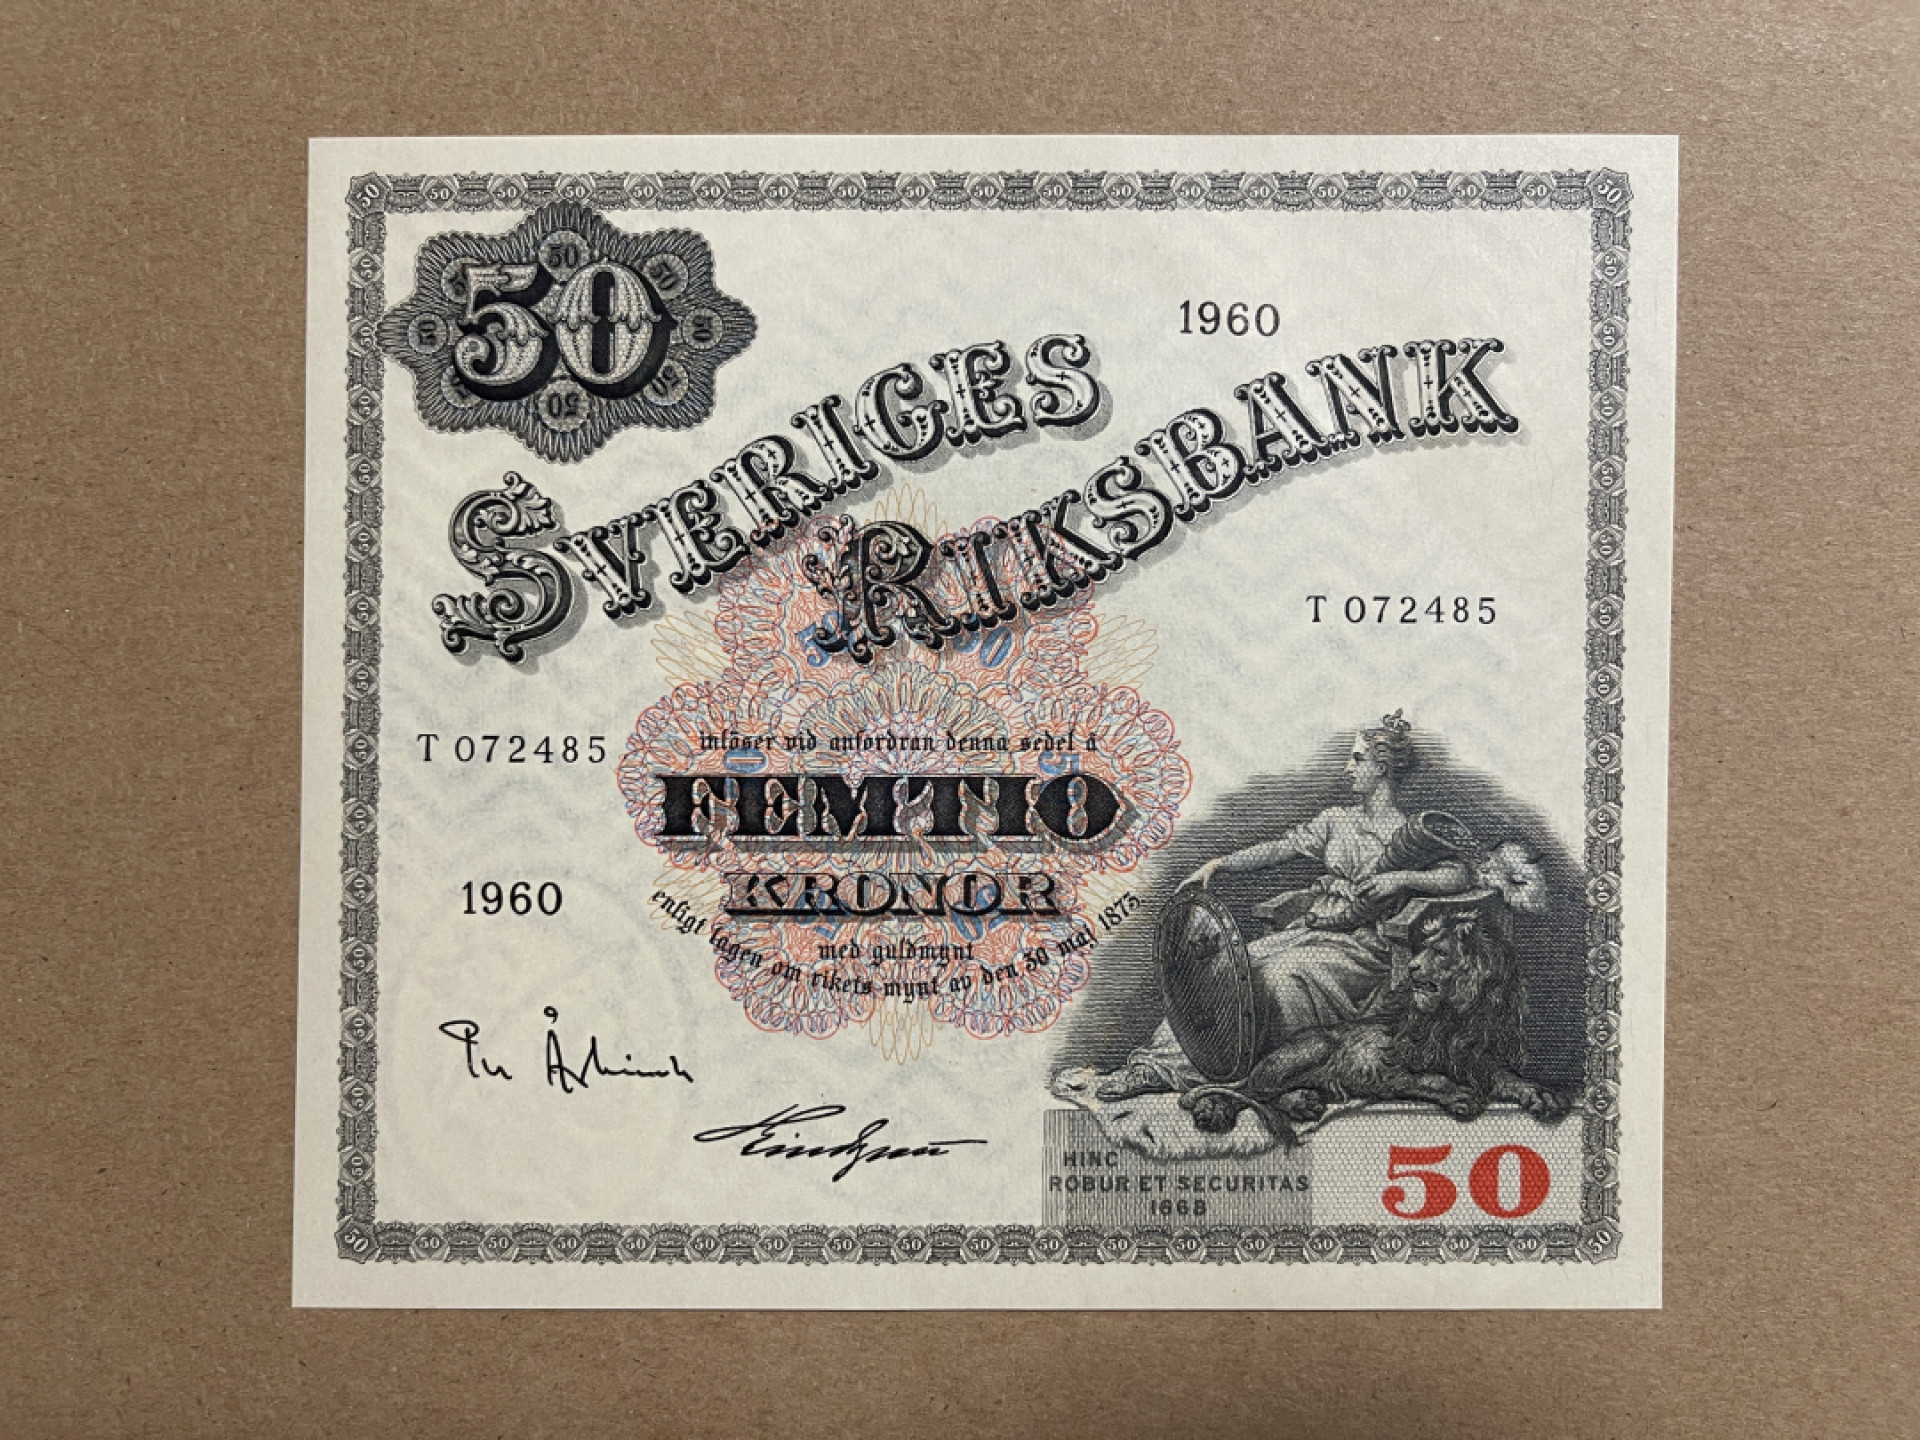 50
1960
SVERIGES
RIKSBANK
T 072485
T 072485
inlöser vid anfordran denna sedel å
FEMTIO
KRONOR
1960
med guldmynt
enligt lagen om rikets mynt av den 30 maj 1873
HINC
ROBUR ET SECURITAS
1668
50